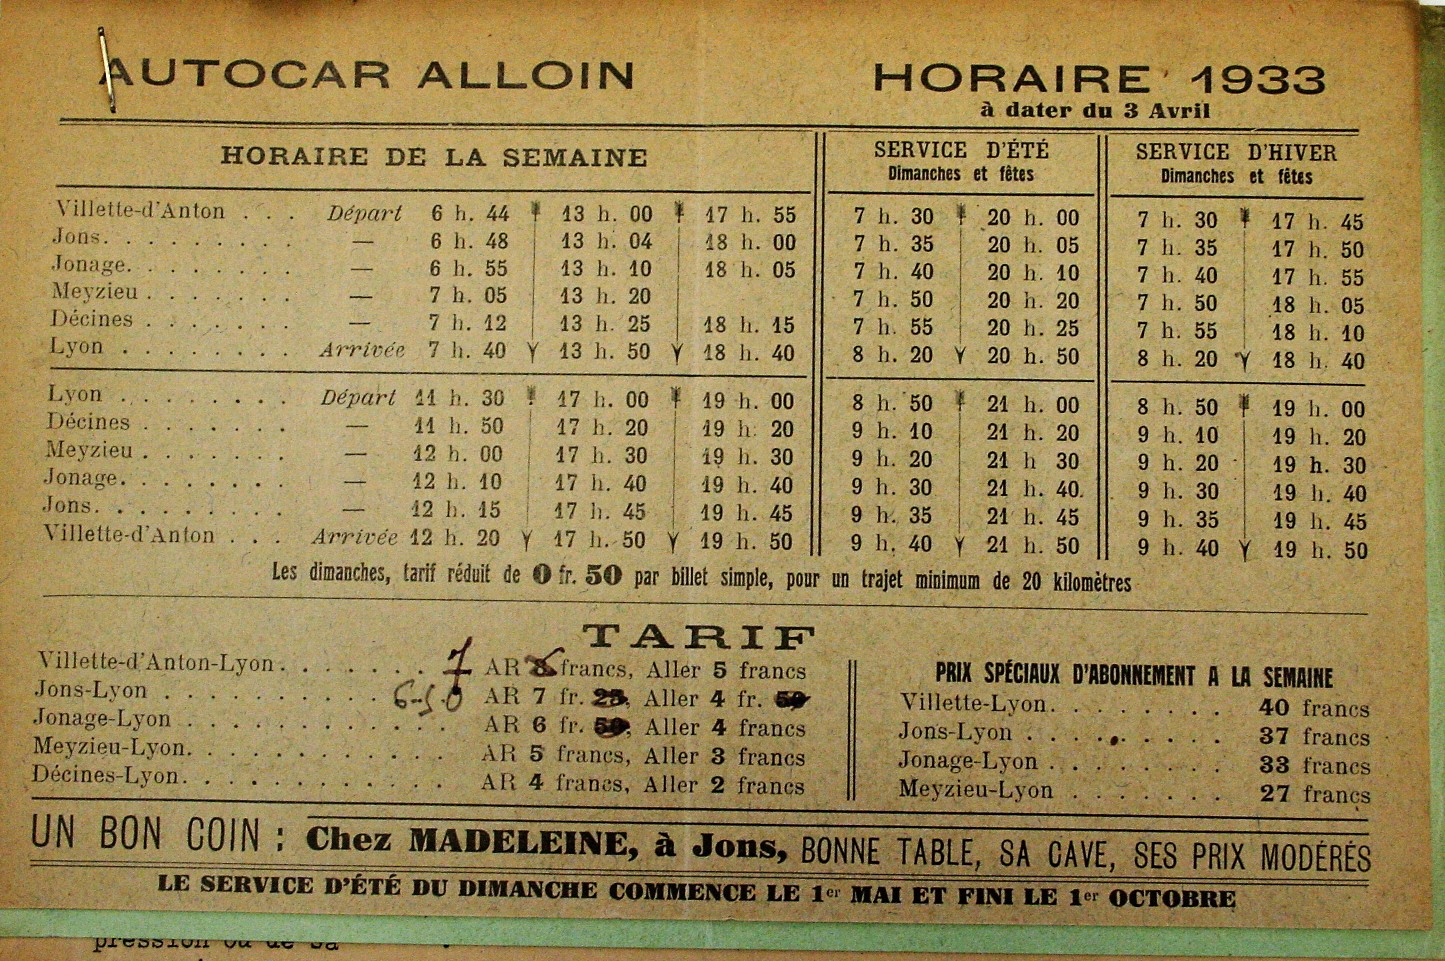 AUTOCAR ALLOIN HORAIRE 1933
à dater du 3 Avril
HORAIRE DE LA SEMAINE SERVICE D'ÉTÉ SERVICE D'HIVER
Dimanches et fêtes Dimanches et fêtes
Villette-d'Anton . . . Départ 6 h. 44 13 h. 00 17 h. 55 7 h. 30 20 h. 00 7 h. 30 17 h. 45
Jons. . . . . . . . — 6 h. 48 13 h. 04 18 h. 00 7 h. 35 20 h. 05 7 h. 35 17 h. 50
Jonage. . . . . . . — 6 h. 55 13 h. 10 18 h. 05 7 h. 40 20 h. 10 7 h. 40 17 h. 55
Meyzieu . . . . . . . — 7 h. 05 13 h. 20 7 h. 50 20 h. 20 7 h. 50 18 h. 05
Décines . . . . . . . — 7 h. 12 13 h. 25 18 h. 15 7 h. 55 20 h. 25 7 h. 55 18 h. 10
Lyon . . . . . . . . Arrivée 7 h. 40 13 h. 50 18 h. 40 8 h. 20 20 h. 50 8 h. 20 18 h. 40
Lyon . . . . . . . . Départ 11 h. 30 17 h. 00 19 h. 00 8 h. 50 21 h. 00 8 h. 50 19 h. 00
Décines . . . . . . . — 11 h. 50 17 h. 20 19 h. 20 9 h. 10 21 h. 20 9 h. 10 19 h. 20
Meyzieu . . . . . . . — 12 h. 00 17 h. 30 19 h. 30 9 h. 20 21 h 30 9 h. 20 19 h. 30
Jonage. . . . . . . — 12 h. 10 17 h. 40 19 h. 40 9 h. 30 21 h. 40. 9 h. 30 19 h. 40
Jons. . . . . . . . . — 12 h. 15 17 h. 45 19 h. 45 9 h. 35 21 h. 45 9 h. 35 19 h. 45
Villette-d'Anton . . . Arrivée 12 h. 20 17 h. 50 19 h. 50 9 h. 40 21 h. 50 9 h. 40 19 h. 50
Les dimanches, tarif réduit de 0 fr. 50 par billet simple, pour un trajet minimum de 20 kilomètres
TARIF
Villette-d'Anton-Lyon. . . . . . . 7 AR 8 francs, Aller 5 francs
Jons-Lyon . . . . . . . . . 6-50 AR 7 fr. 25, Aller 4 fr. 50
Jonage-Lyon . . . . . . . . . . AR 6 fr. 50, Aller 4 francs
Meyzieu-Lyon. . . . . . . . . . AR 5 francs, Aller 3 francs
Décines-Lyon. . . . . . . . . . AR 4 francs, Aller 2 francs
PRIX SPÉCIAUX D'ABONNEMENT A LA SEMAINE
Villette-Lyon. . . . . . . . 40 francs
Jons-Lyon . . . . . . . . 37 francs
Jonage-Lyon . . . . . . . 33 francs
Meyzieu-Lyon . . . . . . 27 francs
UN BON COIN : Chez MADELEINE, à Jons, BONNE TABLE, SA CAVE, SES PRIX MODÉRÉS
LE SERVICE D'ÉTÉ DU DIMANCHE COMMENCE LE 1er MAI ET FINI LE 1er OCTOBRE
pression ou de sa